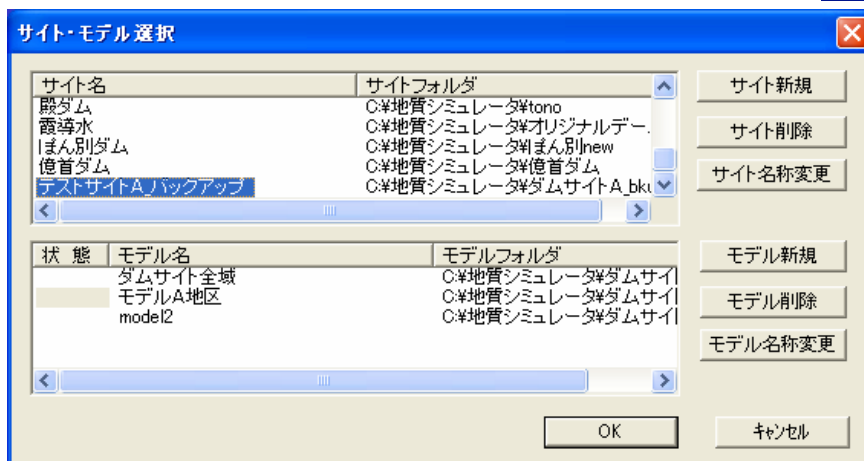 サイト・モデル選択
サイト名 サイトフォルダ
殿ダム C:¥地質シミュレータ¥tono
霞導水 C:¥地質シミュレータ¥オリジナルデー.
ほん別ダム C:¥地質シミュレータ¥ほん別new
億首ダム C:¥地質シミュレータ¥億首ダム
テストサイトA_バックアップ C:¥地質シミュレータ¥ダムサイトA_bku
サイト新規
サイト削除
サイト名称変更
状 態 モデル名 モデルフォルダ
ダムサイト全域 C:¥地質シミュレータ¥ダムサイ
モデルA地区 C:¥地質シミュレータ¥ダムサイ
model2 C:¥地質シミュレータ¥ダムサイ
モデル新規
モデル削除
モデル名称変更
OK キャンセル